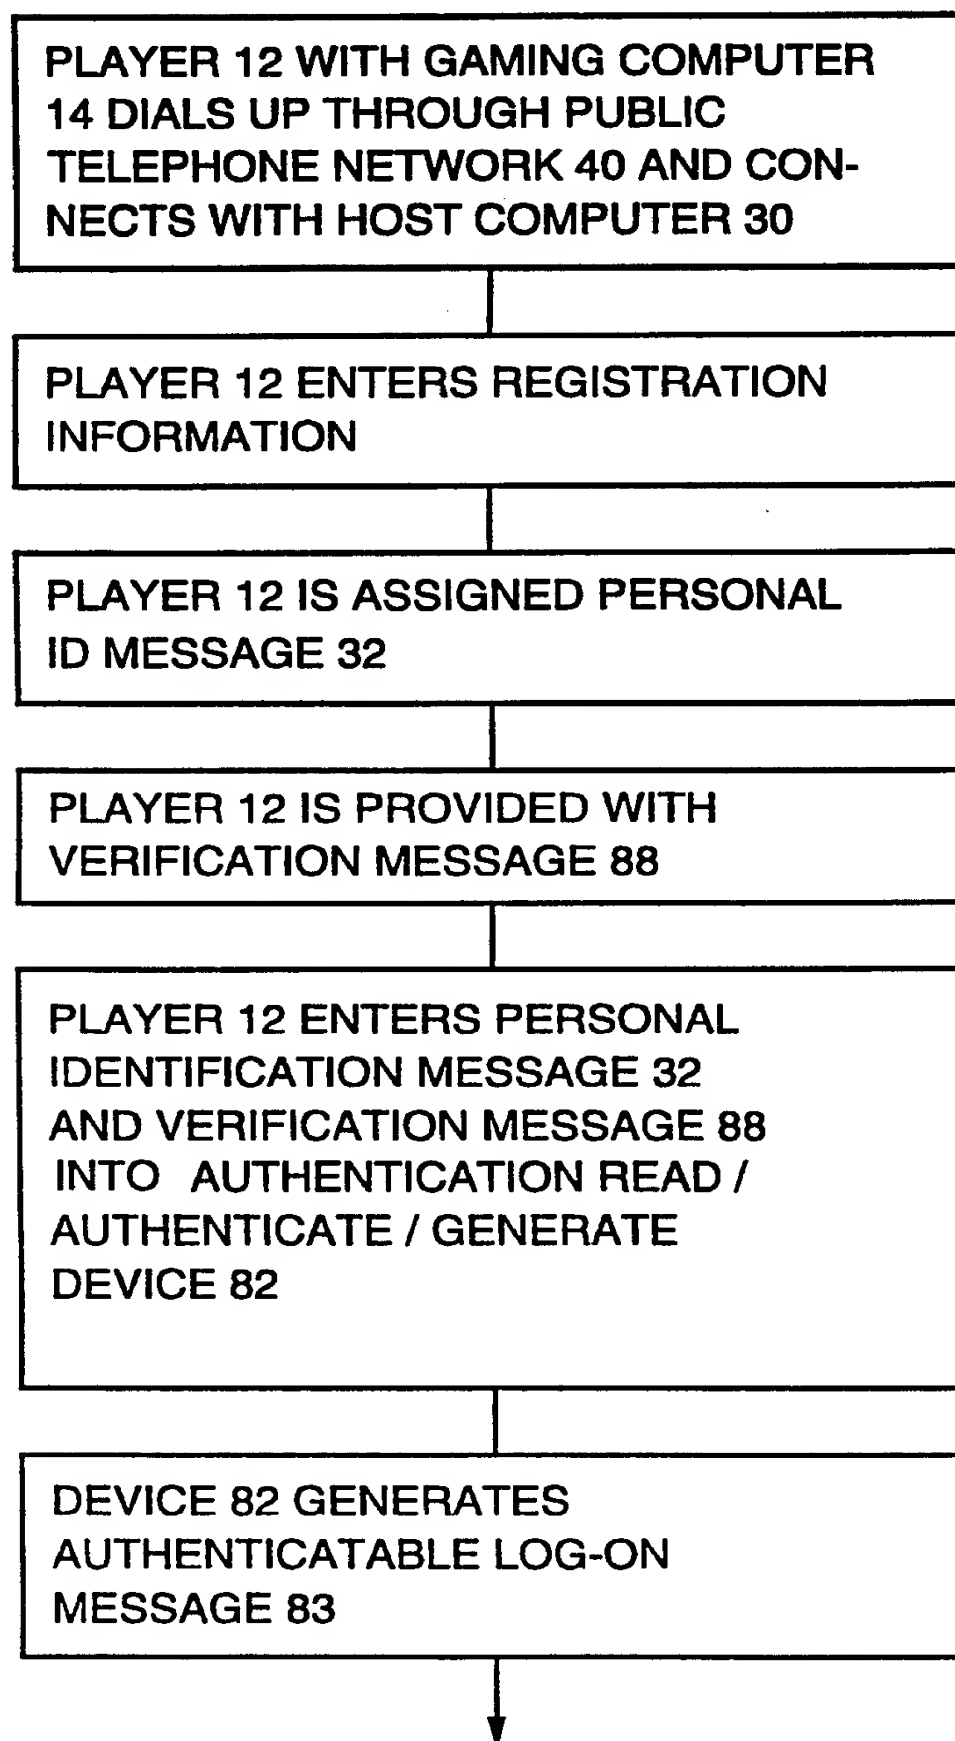 PLAYER 12 WITH GAMING COMPUTER
14 DIALS UP THROUGH PUBLIC
TELEPHONE NETWORK 40 AND CON-
NECTS WITH HOST COMPUTER 30
PLAYER 12 ENTERS REGISTRATION
INFORMATION
PLAYER 12 IS ASSIGNED PERSONAL
ID MESSAGE 32
PLAYER 12 IS PROVIDED WITH
VERIFICATION MESSAGE 88
PLAYER 12 ENTERS PERSONAL
IDENTIFICATION MESSAGE 32
AND VERIFICATION MESSAGE 88
INTO AUTHENTICATION READ /
AUTHENTICATE / GENERATE
DEVICE 82
DEVICE 82 GENERATES
AUTHENTICATABLE LOG-ON
MESSAGE 83